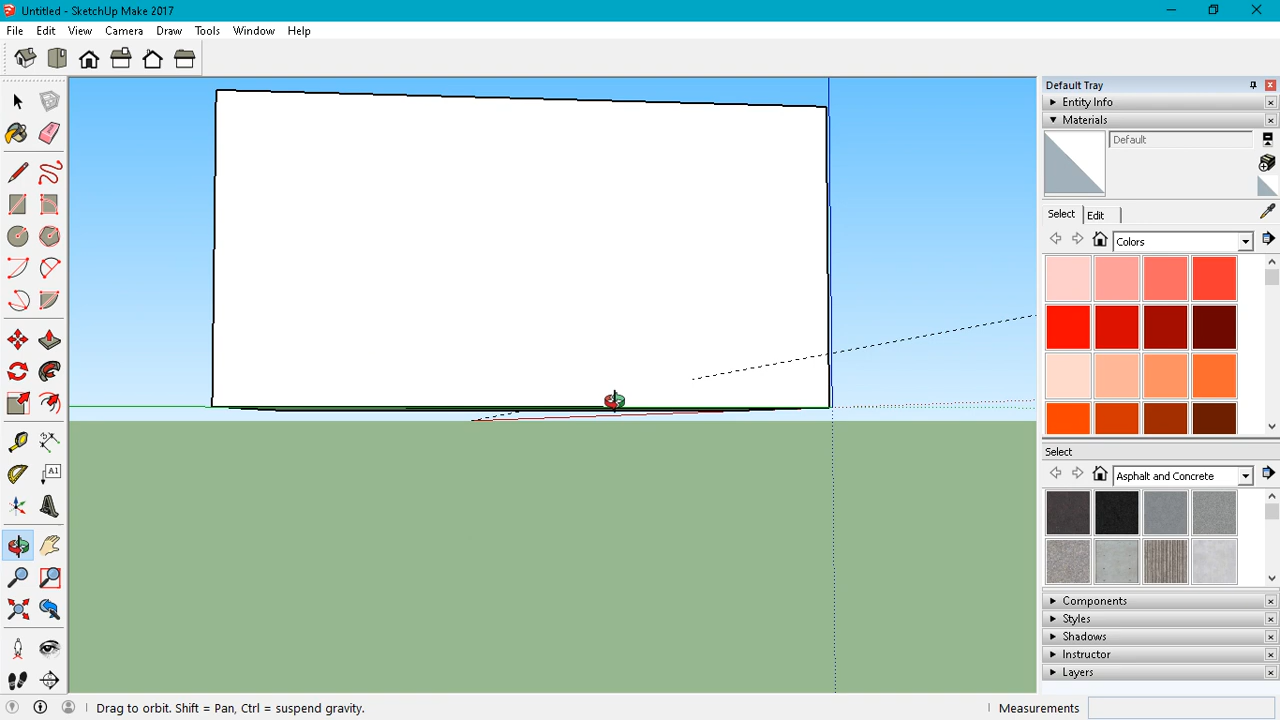 Untitled - SketchUp Make 2017
File Edit View Camera Draw Tools Window Help
Default Tray
Entity Info
Materials
Default
Select Edit
Colors
Select
Asphalt and Concrete
Components
Styles
Shadows
Instructor
Layers
A1
Drag to orbit. Shift = Pan, Ctrl = suspend gravity.
Measurements